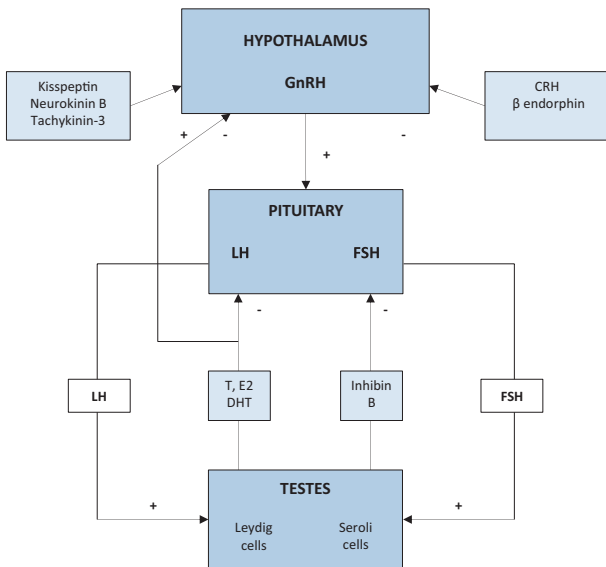 HYPOTHALAMUS
GnRH
Kisspeptin
Neurokinin B
Tachykinin-3
CRH
β endorphin
+ - -
+
PITUITARY
LH FSH
- -
LH
T, E2
DHT
Inhibin
B
FSH
+ +
TESTES
Leydig
cells
Seroli
cells